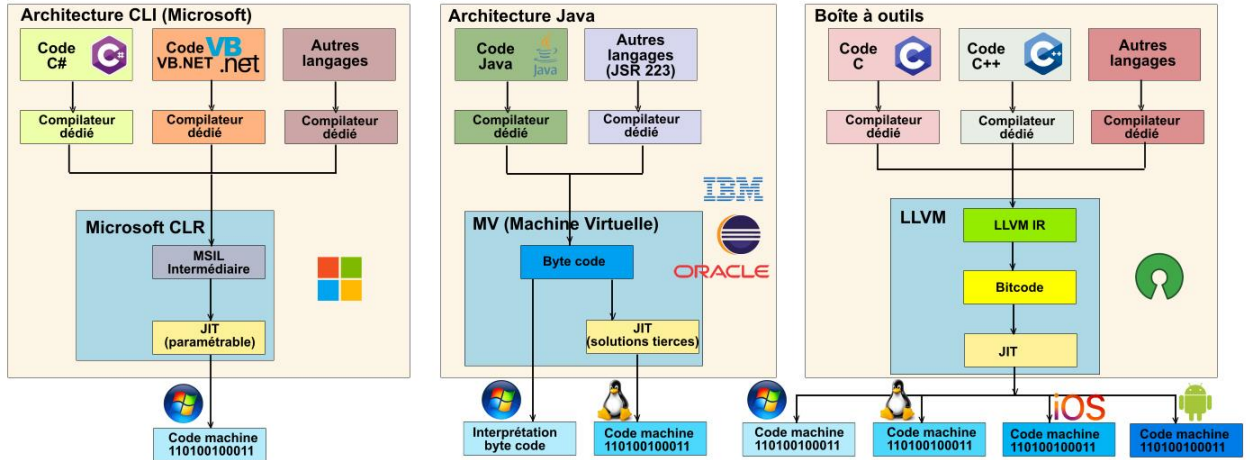 Architecture CLI (Microsoft)
Code
C#
C#
Code
VB.NET
VB
.net
Autres
langages
Compilateur
dédié
Compilateur
dédié
Compilateur
dédié
Microsoft CLR
MSIL
Intermédiaire
JIT
(paramétrable)
Code machine
110100100011
Architecture Java
Code
Java
Java
Autres
langages
(JSR 223)
Compilateur
dédié
Compilateur
dédié
IBM
MV (Machine Virtuelle)
ORACLE
Byte code
JIT
(solutions tierces)
Interprétation
byte code
Code machine
110100100011
Boîte à outils
Code
C
C
Code
C++
C++
Autres
langages
Compilateur
dédié
Compilateur
dédié
Compilateur
dédié
LLVM
LLVM IR
Bitcode
JIT
iOS
Code machine
110100100011
Code machine
110100100011
Code machine
110100100011
Code machine
110100100011